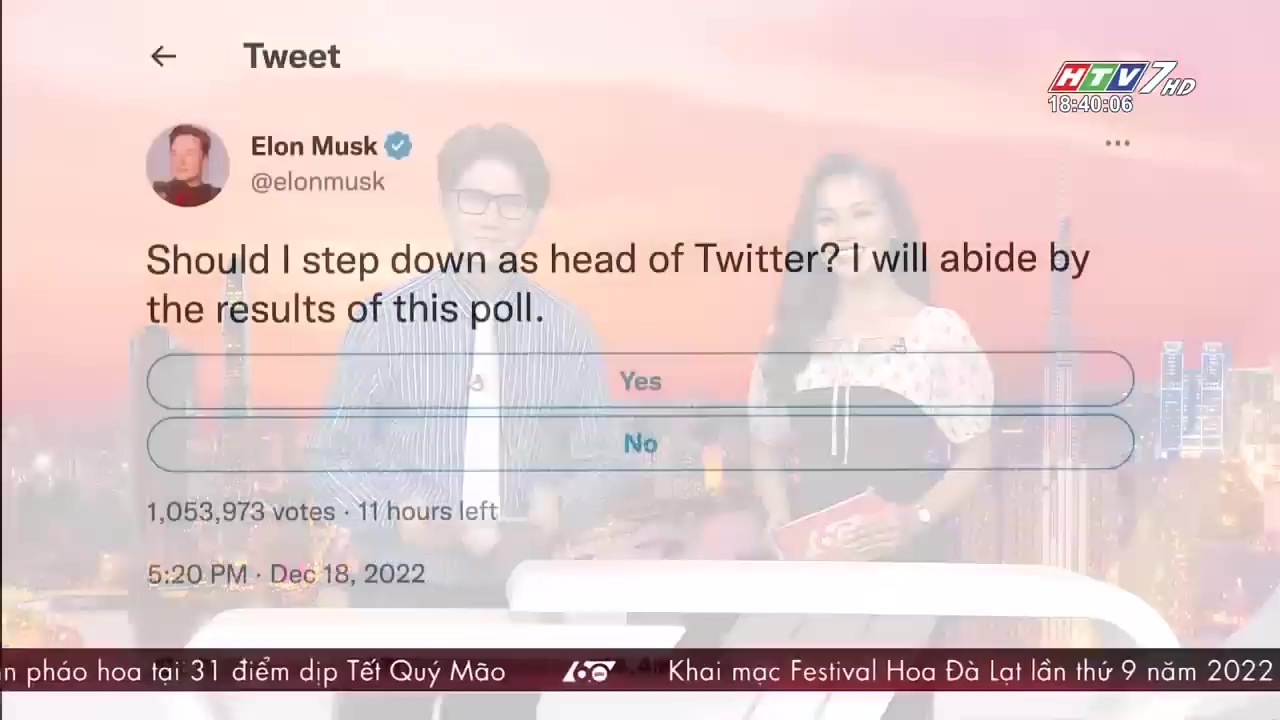 Tweet
HTV7 HD
18:40:06
Elon Musk
@elonmusk
Should I step down as head of Twitter? I will abide by
the results of this poll.
Yes
No
1,053,973 votes · 11 hours left
5:20 PM · Dec 18, 2022
n pháo hoa tại 31 điểm dịp Tết Quý Mão
Khai mạc Festival Hoa Đà Lạt lần thứ 9 năm 2022